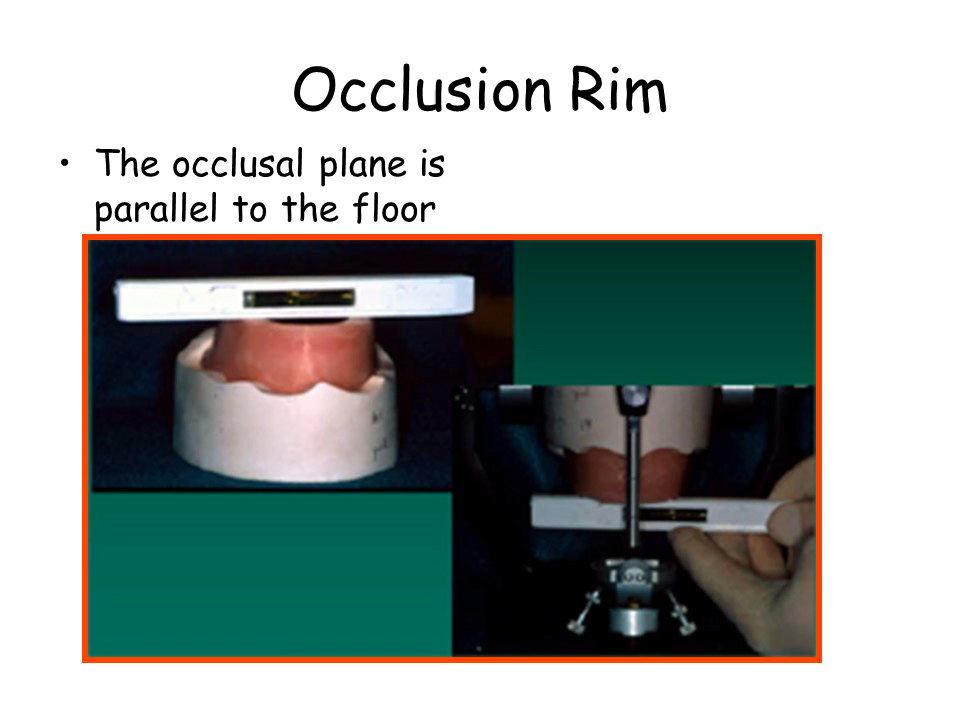 Occlusion Rim
• The occlusal plane is
parallel to the floor